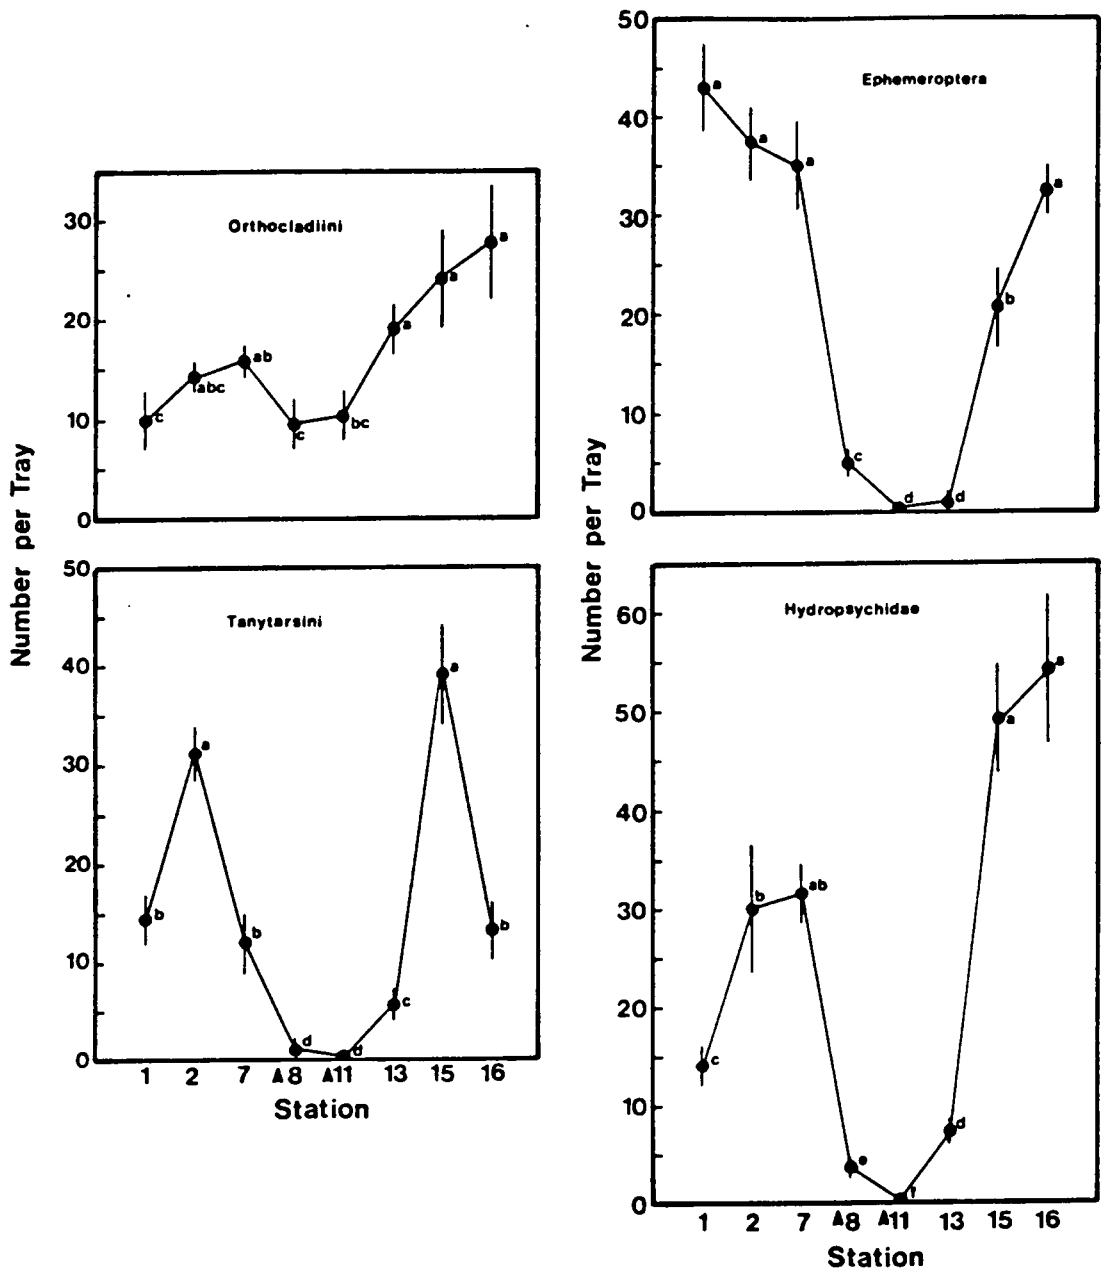 Number per Tray
Orthocladiini
30
20
10
0
c
abc
ab
c
bc
a
a
a
Tanytarsini
50
40
30
20
10
0
b
a
b
d
d
c
a
b
1 2 7 8 11 13 15 16
Station
Number per Tray
Ephemeroptera
50
40
30
20
10
0
a
a
a
c
d
d
b
a
Hydropsychidae
60
50
40
30
20
10
0
c
b
ab
e
f
d
a
a
1 2 7 8 11 13 15 16
Station